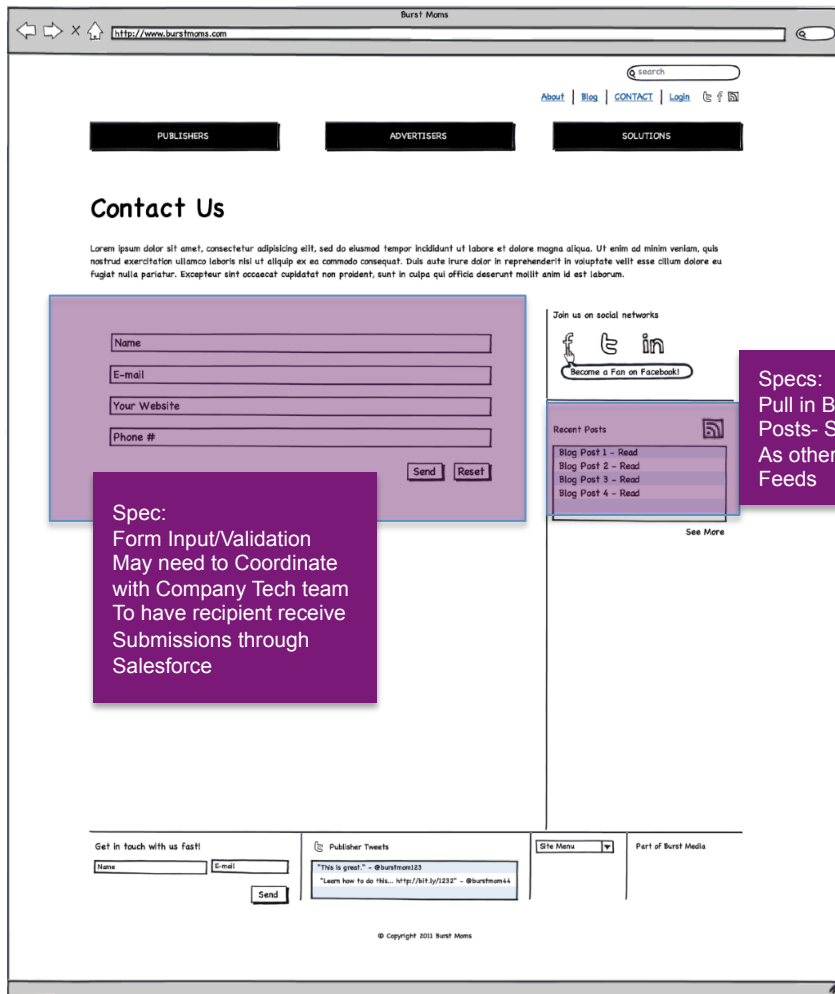 Burst Moms
http://www.burstmoms.com
search
About | Blog | CONTACT | Login
PUBLISHERS
ADVERTISERS
SOLUTIONS
Contact Us
Lorem ipsum dolor sit amet, consectetur adipisicing elit, sed do eiusmod tempor incididunt ut labore et dolore magna aliqua. Ut enim ad minim veniam, quis
nostrud exercitation ullamco laboris nisi ut aliquip ex ea commodo consequat. Duis aute irure dolor in reprehenderit in voluptate velit esse cillum dolore eu
fugiat nulla pariatur. Excepteur sint occaecat cupidatat non proident, sunt in culpa qui officia deserunt mollit anim id est laborum.
Name
E-mail
Your Website
Phone #
Send
Reset
Spec:
Form Input/Validation
May need to Coordinate
with Company Tech team
To have recipient receive
Submissions through
Salesforce
Join us on social networks
Become a Fan on Facebook!
Recent Posts
Blog Post 1 - Read
Blog Post 2 - Read
Blog Post 3 - Read
Blog Post 4 - Read
See More
Specs:
Pull in B
Posts- S
As other
Feeds
Get in touch with us fast!
Name
E-mail
Send
Publisher Tweets
"This is great." - @burstmom123
"Learn how to do this... http://bit.ly/1232" - @burstmom44
Site Menu
Part of Burst Media
© Copyright 2011 Burst Moms